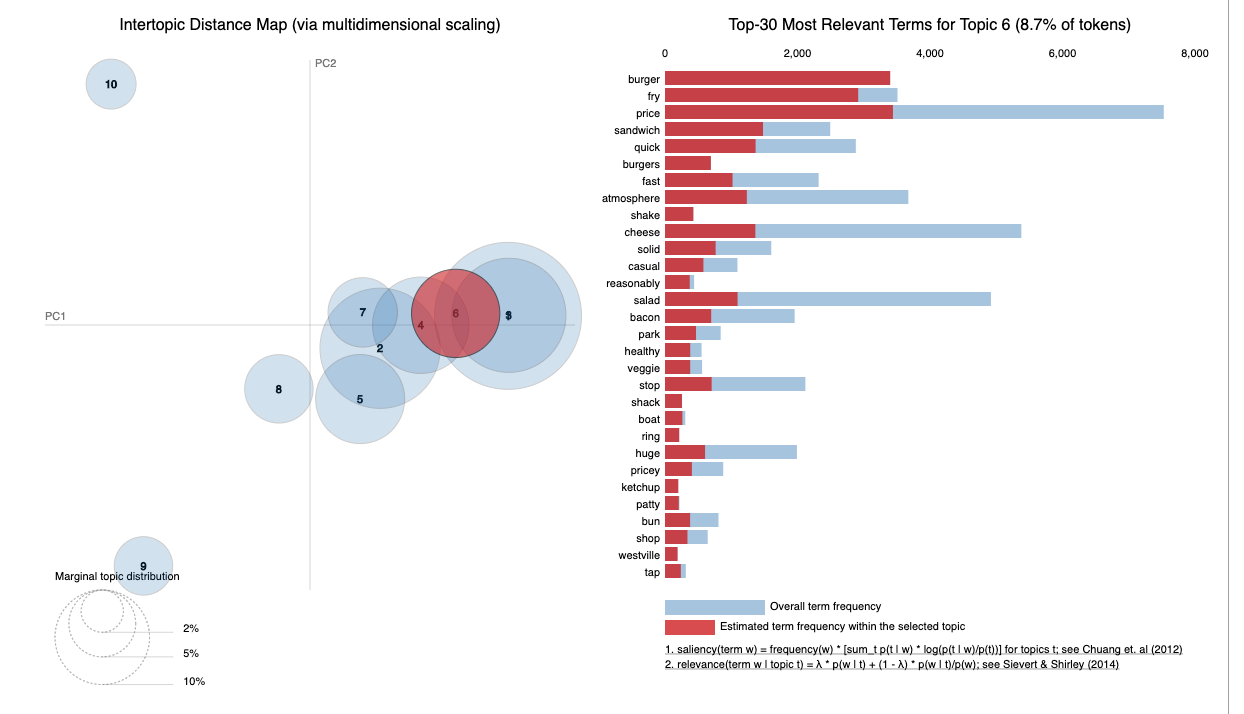 Intertopic Distance Map (via multidimensional scaling)
PC2
PC1
10
7
6
4
2
8
5
9
Marginal topic distribution
2%
5%
10%
Top-30 Most Relevant Terms for Topic 6 (8.7% of tokens)
0 2,000 4,000 6,000 8,000
burger
fry
price
sandwich
quick
burgers
fast
atmosphere
shake
cheese
solid
casual
reasonably
salad
bacon
park
healthy
veggie
stop
shack
boat
ring
huge
pricey
ketchup
patty
bun
shop
westville
tap
Overall term frequency
Estimated term frequency within the selected topic
1. saliency(term w) = frequency(w) * [sum_t p(t | w) * log(p(t | w)/p(t))] for topics t; see Chuang et. al (2012)
2. relevance(term w | topic t) = λ * p(w | t) + (1 - λ) * p(w | t)/p(w); see Sievert & Shirley (2014)